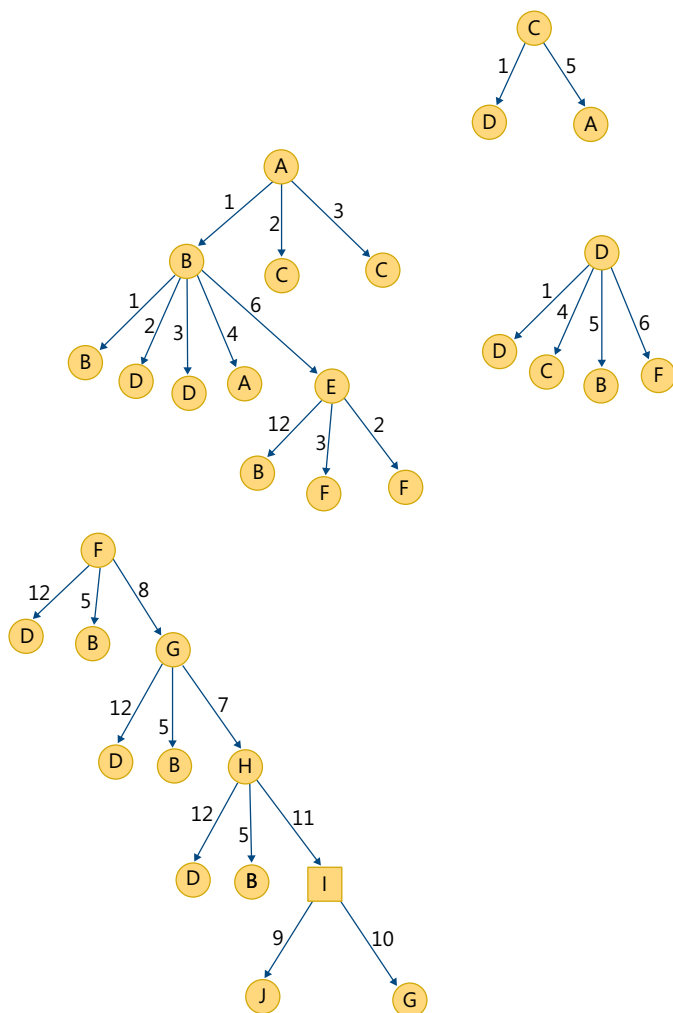 C
1 5
D A
A
1 2 3
B C C
1 2 3 4 6
B D D A E
12 3 2
B F F
D
1 4 5 6
D C B F
F
12 5 8
D B G
12 5 7
D B H
12 5 11
D B I
9 10
J G